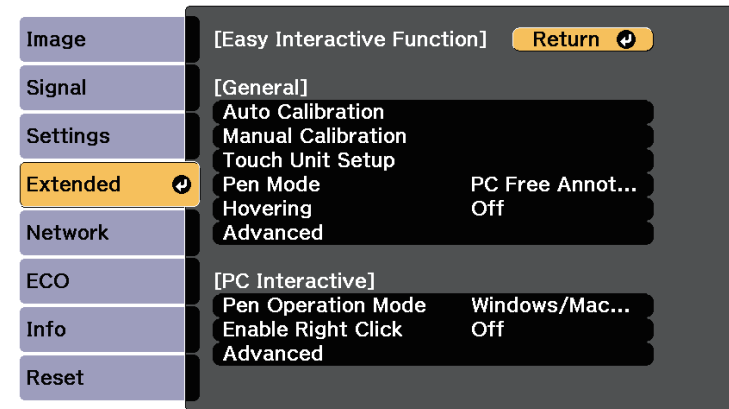 Image
Signal
Settings
Extended
Network
ECO
Info
Reset
[Easy Interactive Function] Return
[General]
Auto Calibration
Manual Calibration
Touch Unit Setup
Pen Mode PC Free Annot...
Hovering Off
Advanced
[PC Interactive]
Pen Operation Mode Windows/Mac...
Enable Right Click Off
Advanced